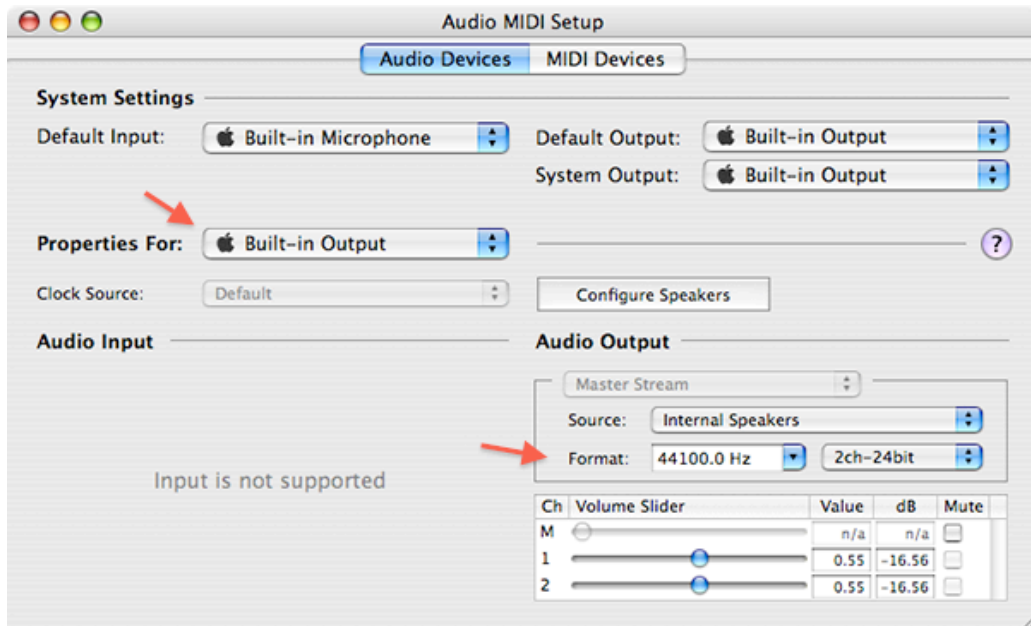 Audio MIDI Setup
Audio Devices MIDI Devices
System Settings
Default Input: Built-in Microphone
Default Output: Built-in Output
System Output: Built-in Output
Properties For: Built-in Output ?
Clock Source: Default
Configure Speakers
Audio Input
Input is not supported
Audio Output
Master Stream
Source: Internal Speakers
Format: 44100.0 Hz 2ch-24bit
Ch Volume Slider Value dB Mute
M n/a n/a
1 0.55 -16.56
2 0.55 -16.56